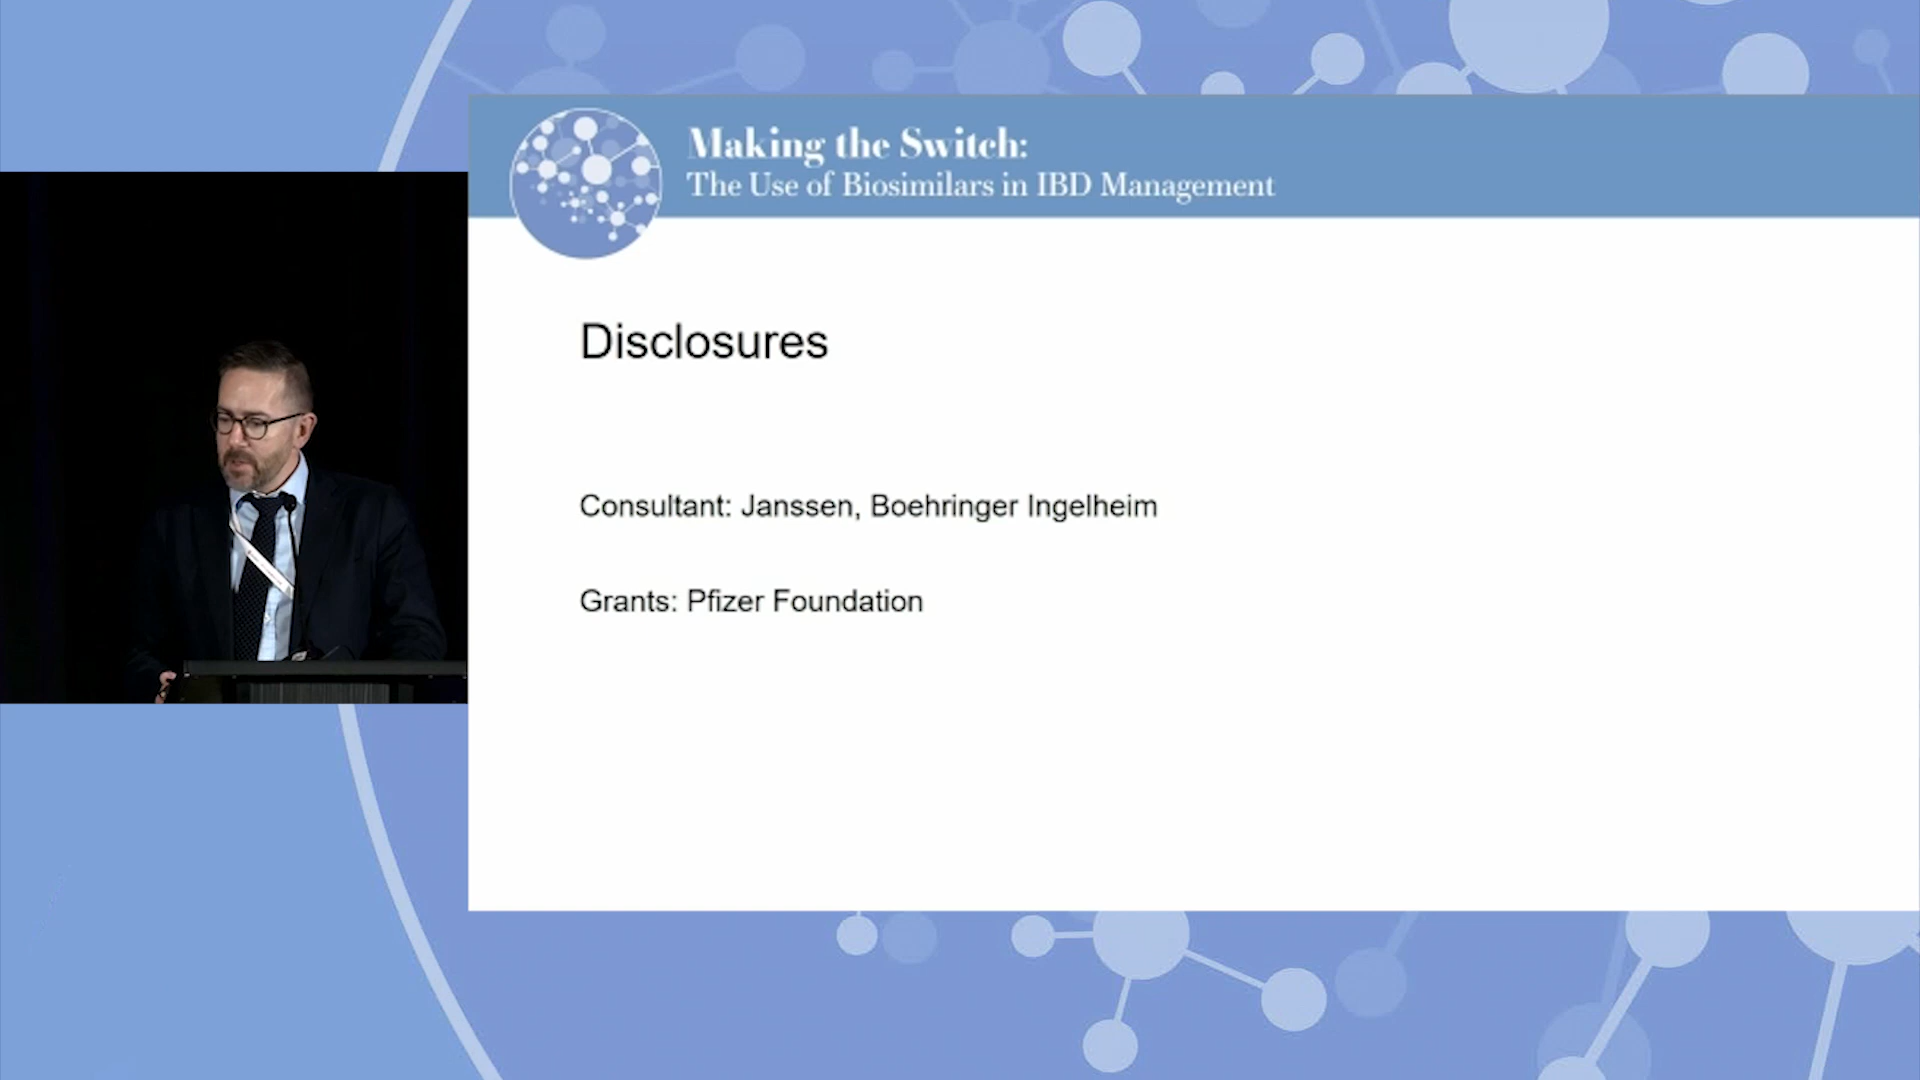 Making the Switch:
The Use of Biosimilars in IBD Management
Disclosures
Consultant: Janssen, Boehringer Ingelheim
Grants: Pfizer Foundation